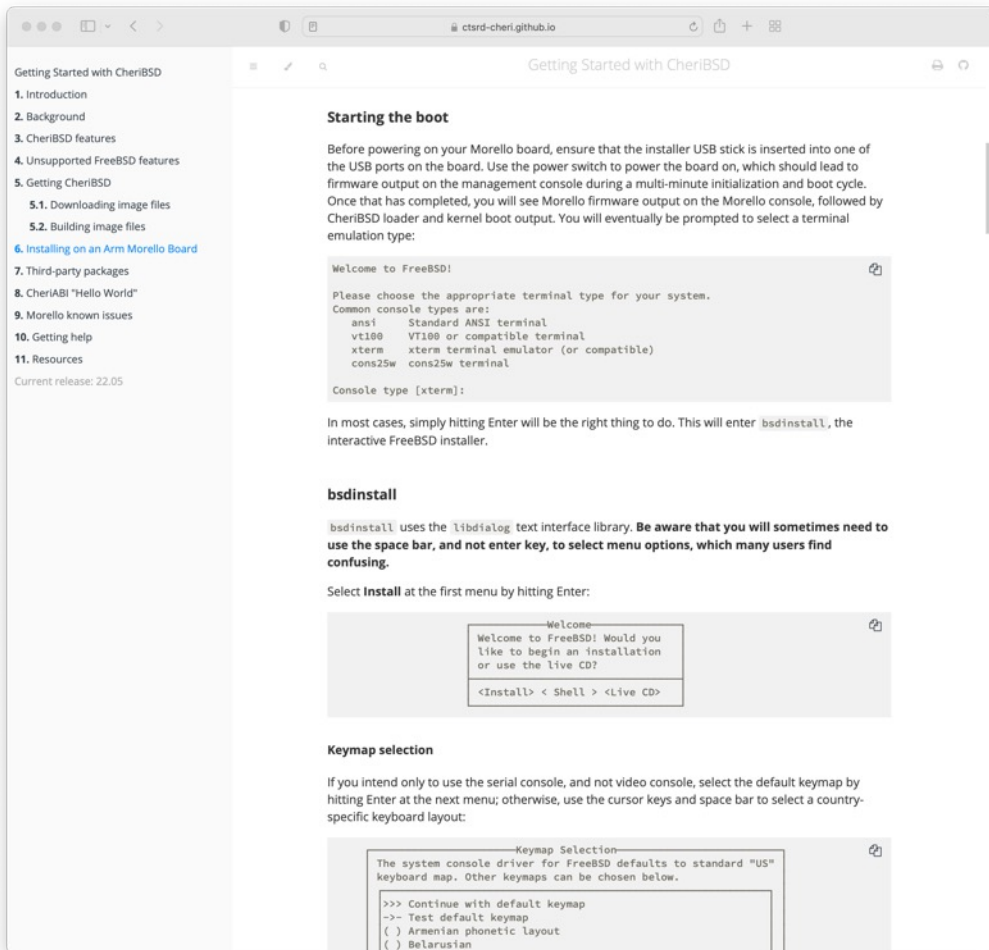 ctsrd-cheri.github.io
Getting Started with CheriBSD
1. Introduction
2. Background
3. CheriBSD features
4. Unsupported FreeBSD features
5. Getting CheriBSD
5.1. Downloading image files
5.2. Building image files
6. Installing on an Arm Morello Board
7. Third-party packages
8. CheriABI "Hello World"
9. Morello known issues
10. Getting help
11. Resources
Current release: 22.05
Getting Started with CheriBSD
Starting the boot
Before powering on your Morello board, ensure that the installer USB stick is inserted into one of
the USB ports on the board. Use the power switch to power the board on, which should lead to
firmware output on the management console during a multi-minute initialization and boot cycle.
Once that has completed, you will see Morello firmware output on the Morello console, followed by
CheriBSD loader and kernel boot output. You will eventually be prompted to select a terminal
emulation type:
Welcome to FreeBSD!
Please choose the appropriate terminal type for your system.
Common console types are:
ansi Standard ANSI terminal
vt100 VT100 or compatible terminal
xterm xterm terminal emulator (or compatible)
cons25w cons25w terminal
Console type [xterm]:
In most cases, simply hitting Enter will be the right thing to do. This will enter bsdinstall, the
interactive FreeBSD installer.
bsdinstall
bsdinstall uses the libdialog text interface library. Be aware that you will sometimes need to
use the space bar, and not enter key, to select menu options, which many users find
confusing.
Select Install at the first menu by hitting Enter:
Welcome
Welcome to FreeBSD! Would you
like to begin an installation
or use the live CD?
<Install> < Shell > <Live CD>
Keymap selection
If you intend only to use the serial console, and not video console, select the default keymap by
hitting Enter at the next menu; otherwise, use the cursor keys and space bar to select a country-
specific keyboard layout:
Keymap Selection
The system console driver for FreeBSD defaults to standard "US"
keyboard map. Other keymaps can be chosen below.
>>> Continue with default keymap
->- Test default keymap
( ) Armenian phonetic layout
( ) Belarusian